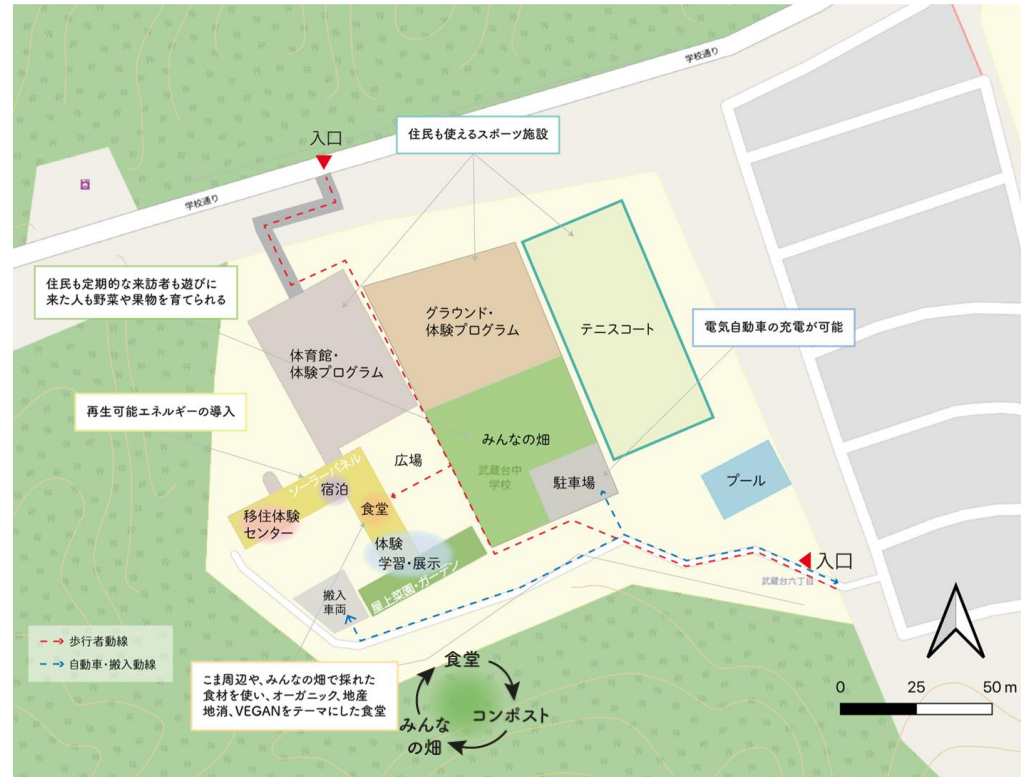 学校通り
入口
住民も使えるスポーツ施設
学校通り
住民も定期的な来訪者も遊びに
来た人も野菜や果物を育てられる
グラウンド・
体験プログラム
テニスコート
電気自動車の充電が可能
体育館・
体験プログラム
再生可能エネルギーの導入
みんなの畑
広場
武蔵台中
学校
ソーラーパネル
宿泊
駐車場
プール
食堂
移住体験
センター
体験
学習・展示
入口
武蔵台六丁目
屋上菜園・ガーデン
搬入
車両
歩行者動線
自動車・搬入動線
こま周辺や、みんなの畑で採れた
食材を使い、オーガニック、地産
地消、VEGANをテーマにした食堂
食堂
コンポスト
みんな
の畑
0 25 50 m